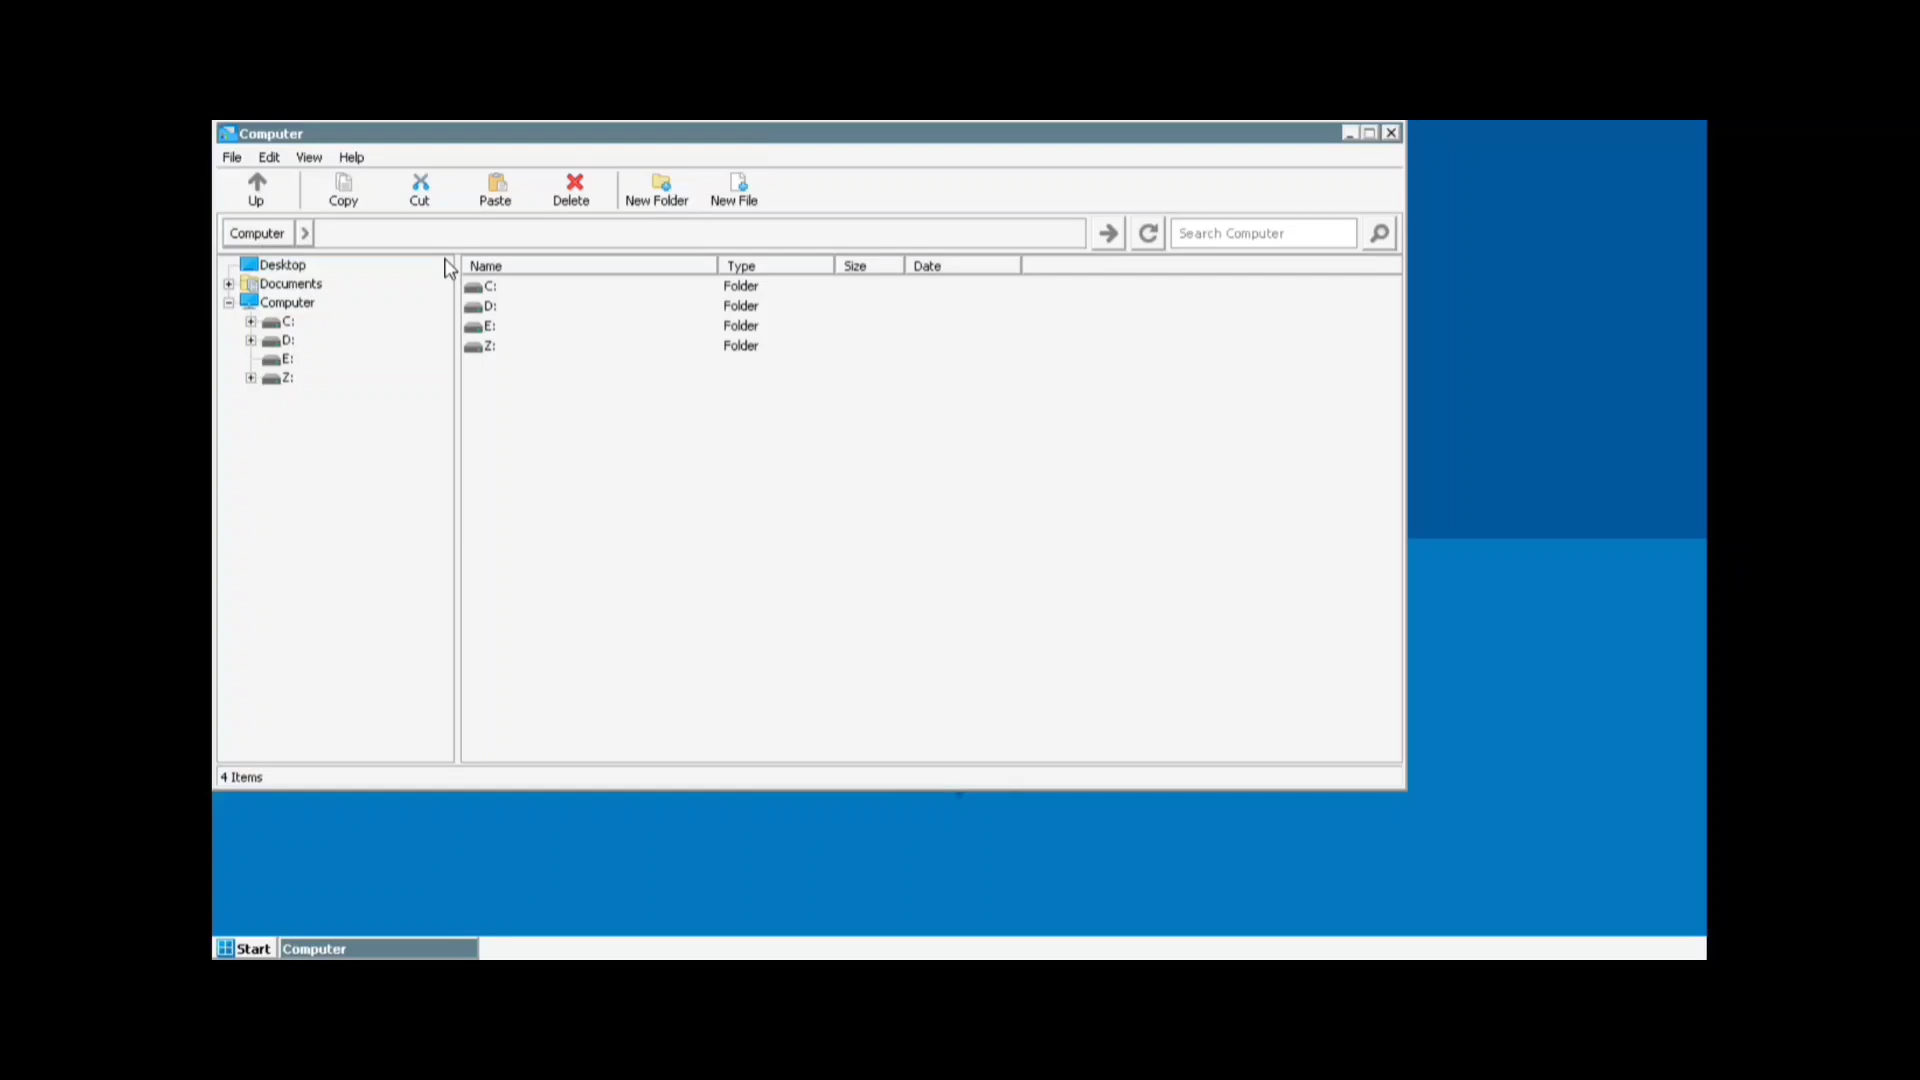 Computer
File Edit View Help
Up Copy Cut Paste Delete New Folder New File
Computer Search Computer
Desktop
Documents
Computer
C:
D:
E:
Z:
Name Type Size Date
C: Folder
D: Folder
E: Folder
Z: Folder
4 Items
Start Computer